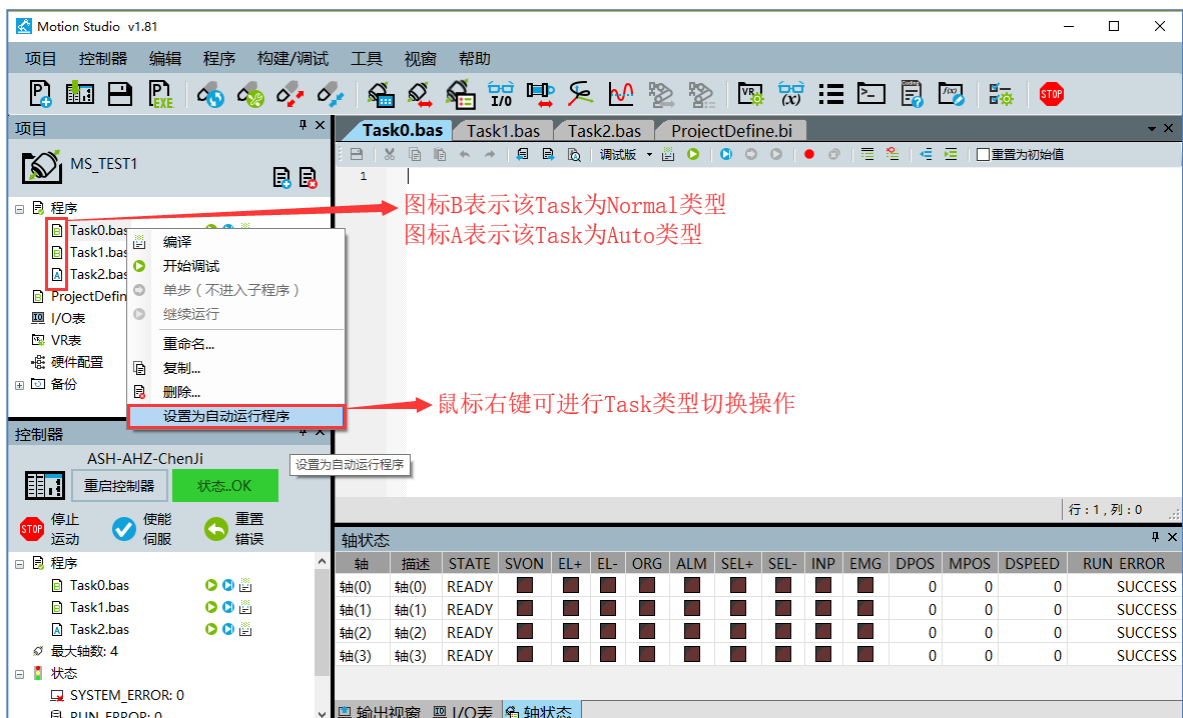 Motion Studio v1.81
项目 控制器 编辑 程序 构建/调试 工具 视窗 帮助
P P EXE I/O VR (x) f(x) STOP
项目
MS_TEST1
Task0.bas Task1.bas Task2.bas ProjectDefine.bi
调试版 重置为初始值
1
程序
Task0.bas
Task1.bas
A Task2.bas
ProjectDefin
IO I/O表
VR表
硬件配置
备份
编译
开始调试
单步(不进入子程序)
继续运行
重命名...
复制...
删除...
设置为自动运行程序
设置为自动运行程序
图标B表示该Task为Normal类型
图标A表示该Task为Auto类型
鼠标右键可进行Task类型切换操作
行:1,列:0
控制器
ASH-AHZ-ChenJi
重启控制器 状态..OK
STOP 停止运动 使能伺服 重置错误
程序
Task0.bas
Task1.bas
A Task2.bas
最大轴数: 4
状态
SYSTEM_ERROR: 0
RUN_ERROR: 0
轴状态
轴 描述 STATE SVON EL+ EL- ORG ALM SEL+ SEL- INP EMG DPOS MPOS DSPEED RUN ERROR
轴(0) 轴(0) READY 0 0 0 SUCCESS
轴(1) 轴(1) READY 0 0 0 SUCCESS
轴(2) 轴(2) READY 0 0 0 SUCCESS
轴(3) 轴(3) READY 0 0 0 SUCCESS
输出视窗 IO I/O表 轴状态